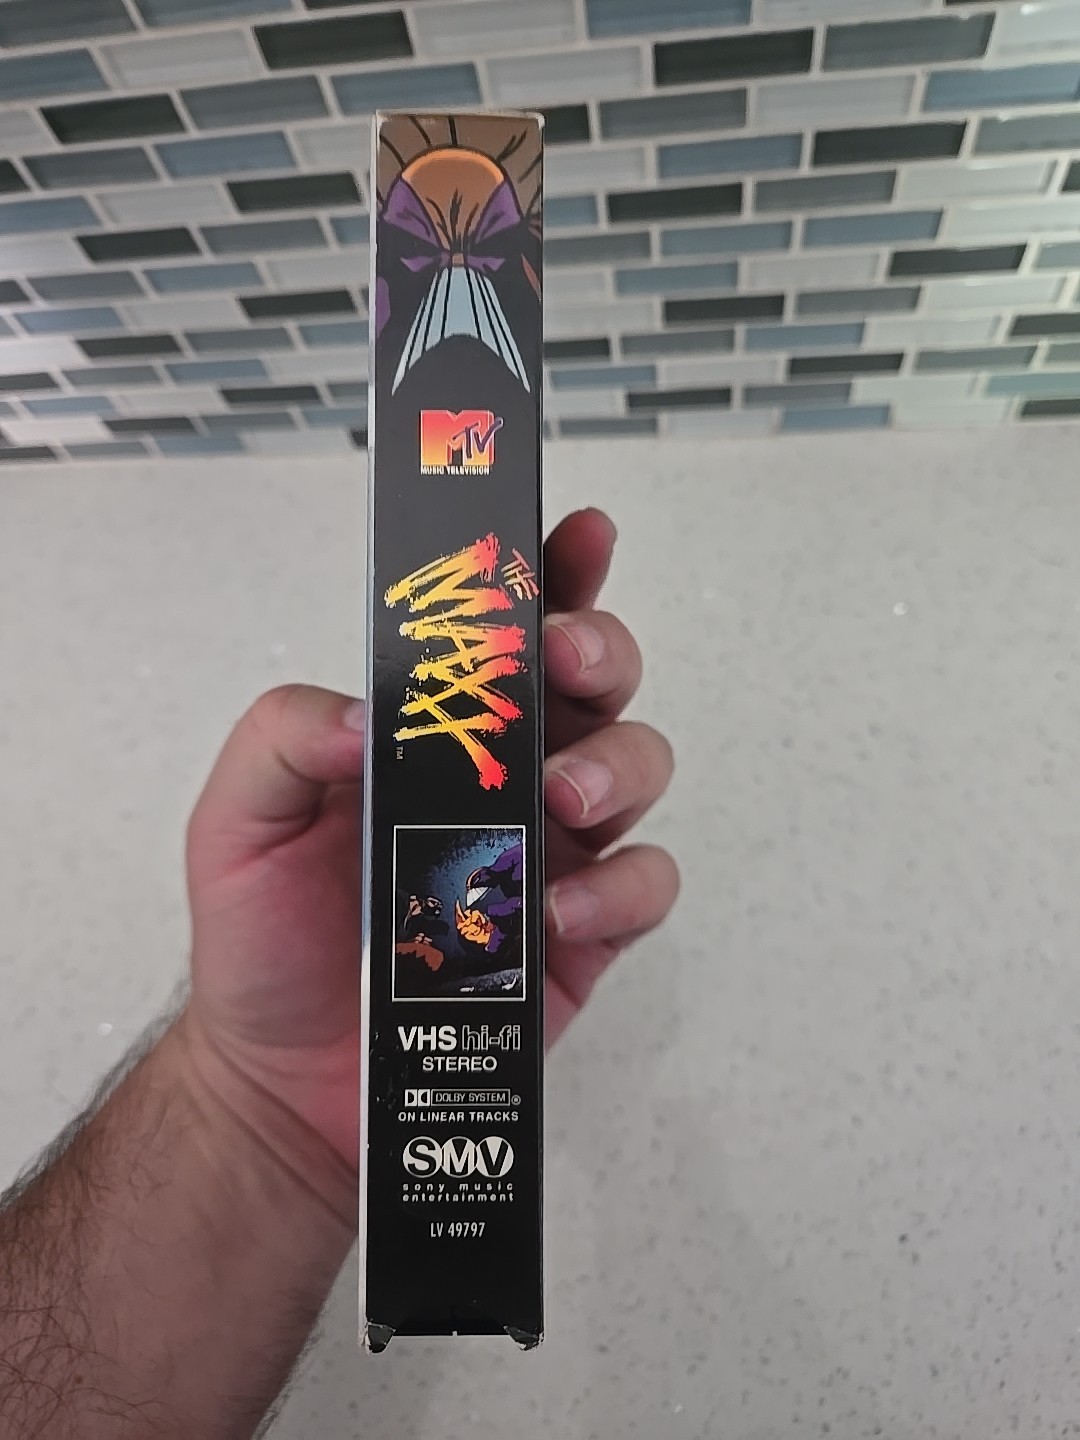 MTV
MUSIC TELEVISION
THE
MAXX
TM
VHS hi-fi
STEREO
DOLBY SYSTEM®
ON LINEAR TRACKS
SMV
sony music
entertainment
LV 49797